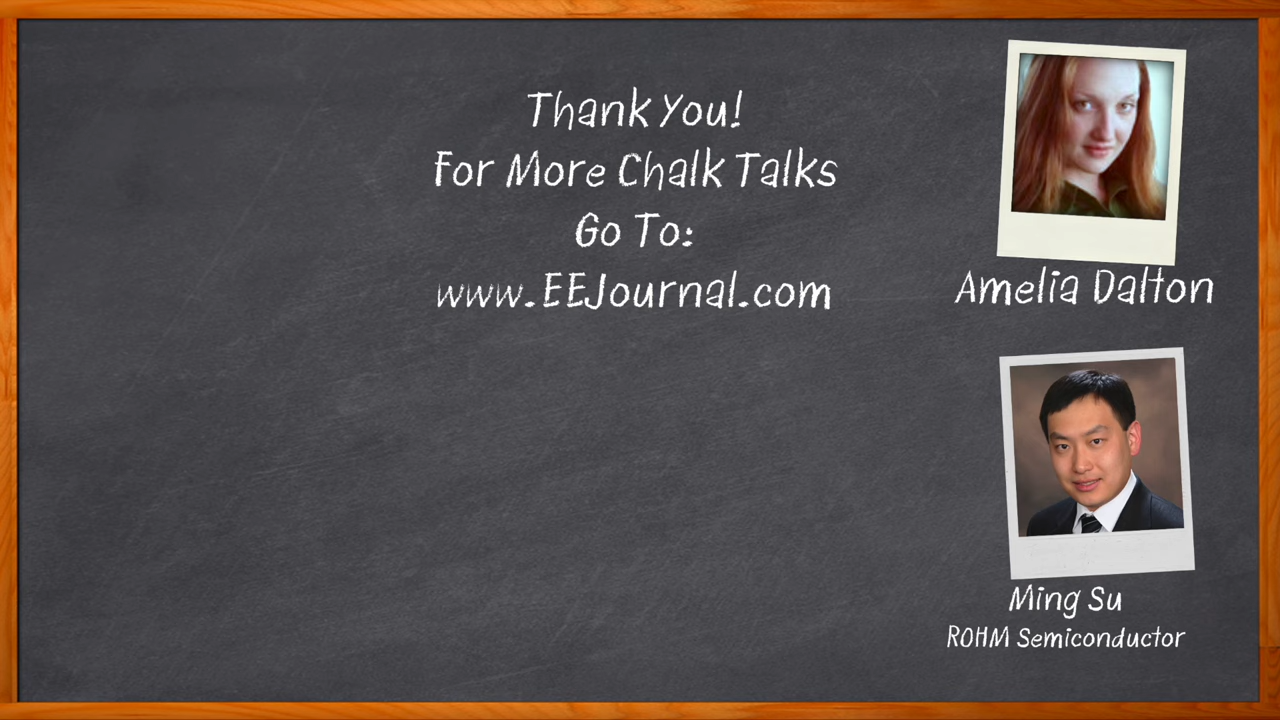 Thank You!
For More Chalk Talks
Go To:
www.EEJournal.com
Amelia Dalton
Ming Su
ROHM Semiconductor